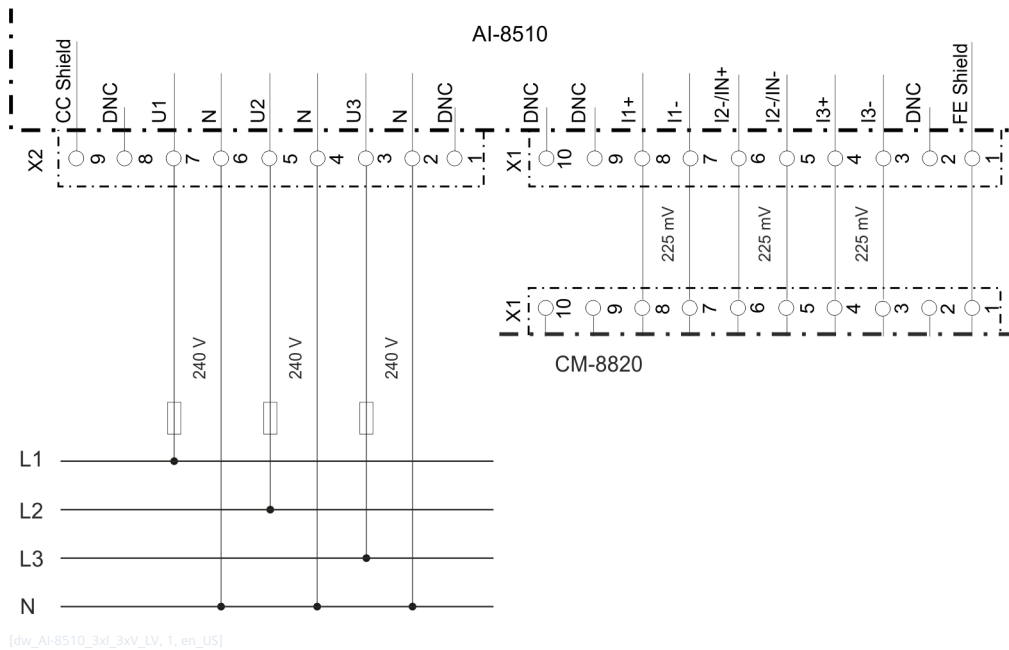 AI-8510
CC Shield
DNC
U1
N
U2
N
U3
N
DNC
DNC
DNC
I1+
I1-
I2-/IN+
I2-/IN-
I3+
I3-
DNC
FE Shield
X2
9
8
7
6
5
4
3
2
1
X1
10
9
8
7
6
5
4
3
2
1
225 mV
225 mV
225 mV
X1
10
9
8
7
6
5
4
3
2
1
CM-8820
240 V
240 V
240 V
L1
L2
L3
N
[dw_AI-8510_3xI_3xV_LV, 1, en_US]